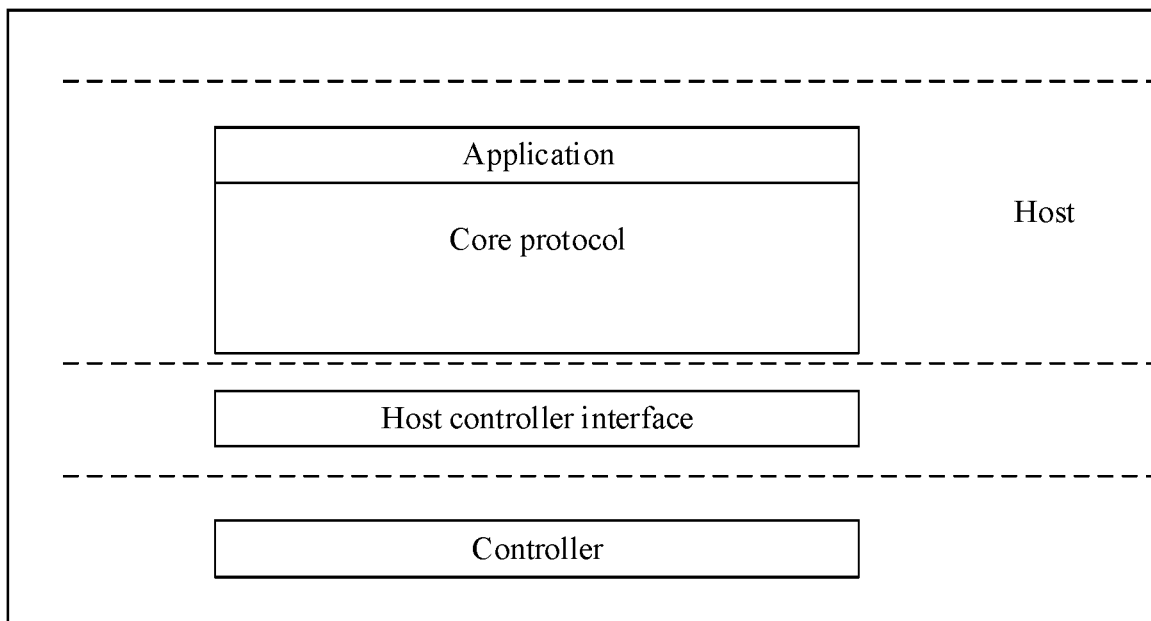 Application
Host
Core protocol
Host controller interface
Controller